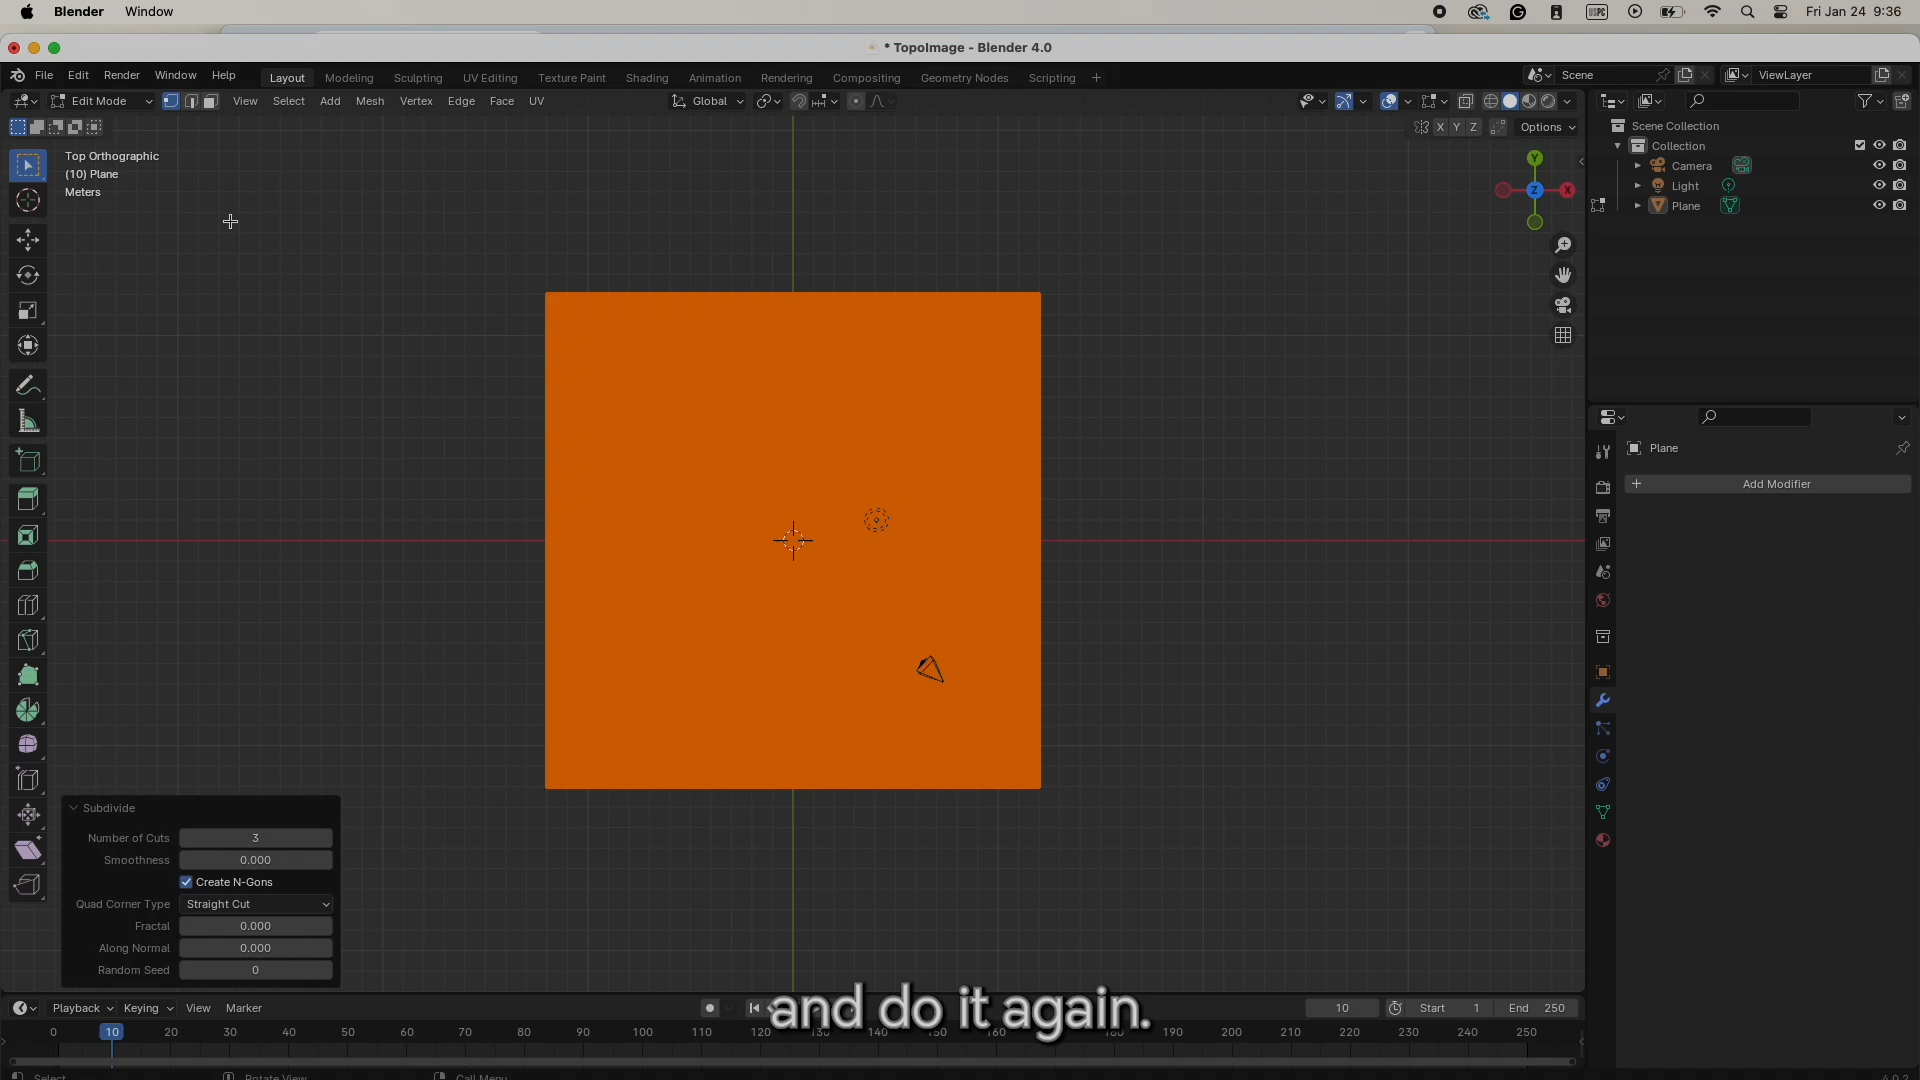 Blender Window
USPC
Fri Jan 24 9:36
* TopoImage - Blender 4.0
File Edit Render Window Help Layout Modeling Sculpting UV Editing Texture Paint Shading Animation Rendering Compositing Geometry Nodes Scripting + Scene ViewLayer
Edit Mode View Select Add Mesh Vertex Edge Face UV Global
X Y Z Options
Top Orthographic
(10) Plane
Meters
Y
Z
X
Scene Collection
Collection
Camera
Light
Plane
Plane
+ Add Modifier
Subdivide
Number of Cuts 3
Smoothness 0.000
Create N-Gons
Quad Corner Type Straight Cut
Fractal 0.000
Along Normal 0.000
Random Seed 0
Playback Keying View Marker 10 Start 1 End 250
and do it again.
0 10 20 30 40 50 60 70 80 90 100 110 120 130 140 150 160 170 180 190 200 210 220 230 240 250
Select Rotate View Call Menu 4.0.2